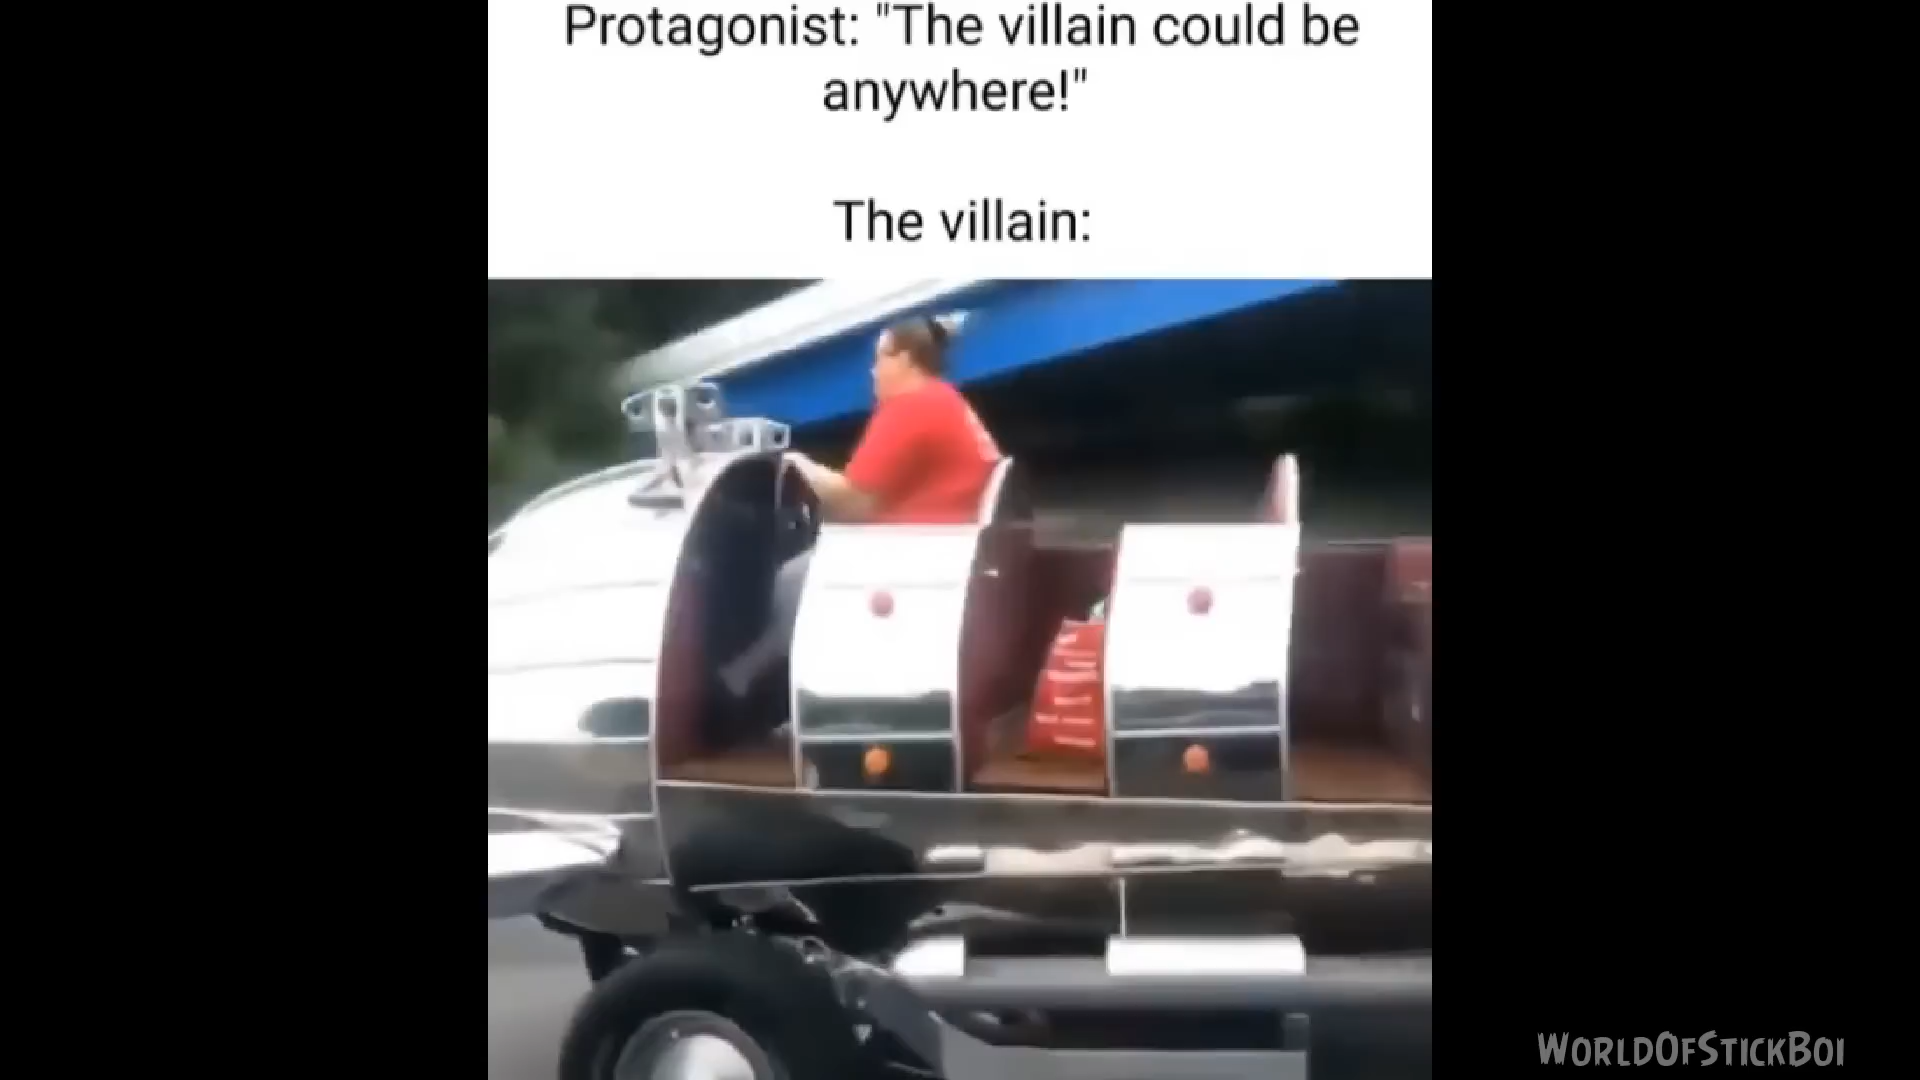 Protagonist: "The villain could be
anywhere!"
The villain:
WORLDOFSTICKBOI